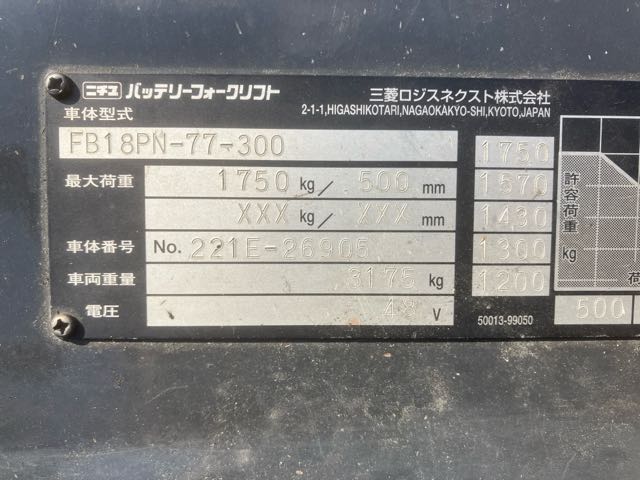 ニチユ バッテリーフォークリフト
三菱ロジスネクスト株式会社
2-1-1,HIGASHIKOTARI,NAGAOKAKYO-SHI,KYOTO,JAPAN
車体型式
FB18PN-77-300
最大荷重 1750 kg／ 500 mm
XXX kg／ XXX mm
車体番号 No. 221E-26905
車両重量 3175 kg
電圧 48 V
1750
1570
1430
1300
1200
50013-99050
許容荷重
kg
荷
500